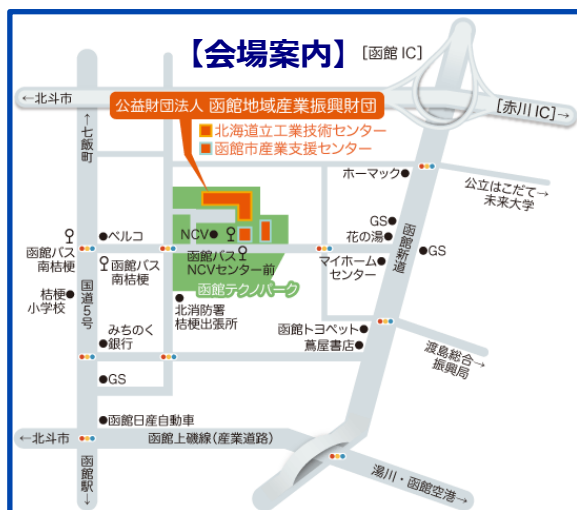 【会場案内】
[函館IC]
←北斗市
[赤川IC]→
公益財団法人 函館地域産業振興財団
北海道立工業技術センター
函館市産業支援センター
←七飯町
ホーマック
公立はこだて→
未来大学
GS
花の湯
GS
函館新道
ベルコ
NCV
函館バス
南桔梗
函館バス
南桔梗
函館バス
NCVセンター前
マイホーム
センター
函館テクノパーク
桔梗
小学校
国道5号
北消防署
桔梗出張所
みちのく
銀行
函館トヨペット
蔦屋書店
渡島総合→
振興局
GS
函館日産自動車
←北斗市
函館上磯線(産業道路)
函館駅→
湯川・函館空港→